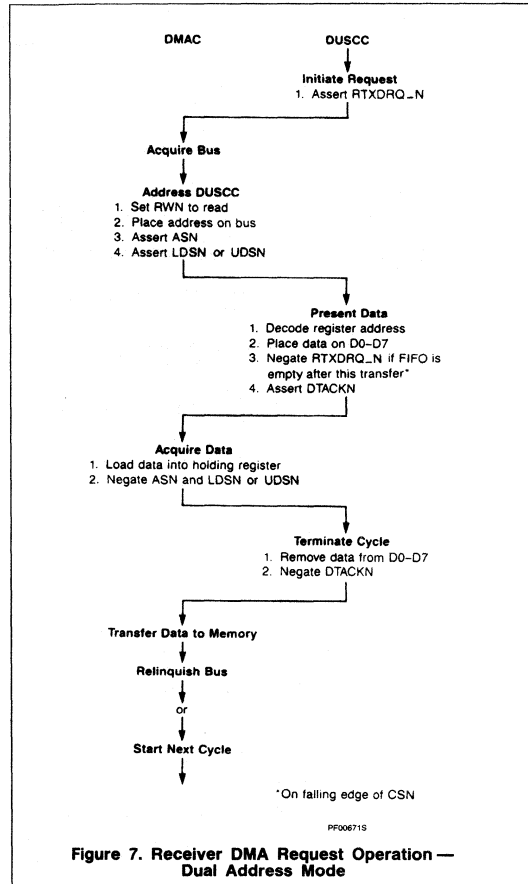 DMAC DUSCC
Initiate Request
1. Assert RTXDRQ_N
Acquire Bus
Address DUSCC
1. Set RWN to read
2. Place address on bus
3. Assert ASN
4. Assert LDSN or UDSN
Present Data
1. Decode register address
2. Place data on D0–D7
3. Negate RTXDRQ_N if FIFO is
empty after this transfer*
4. Assert DTACKN
Acquire Data
1. Load data into holding register
2. Negate ASN and LDSN or UDSN
Terminate Cycle
1. Remove data from D0–D7
2. Negate DTACKN
Transfer Data to Memory
Relinquish Bus
or
Start Next Cycle
*On falling edge of CSN
PF00671S
Figure 7. Receiver DMA Request Operation —
Dual Address Mode